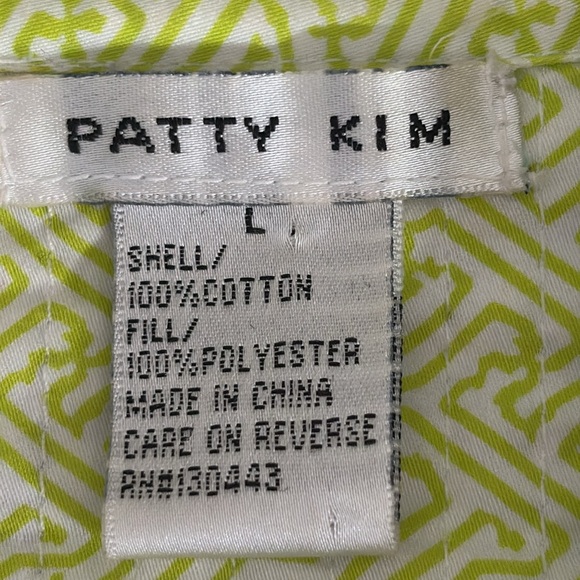 PATTY KIM
L
SHELL/
100%COTTON
FILL/
100%POLYESTER
MADE IN CHINA
CARE ON REVERSE
RN#130443